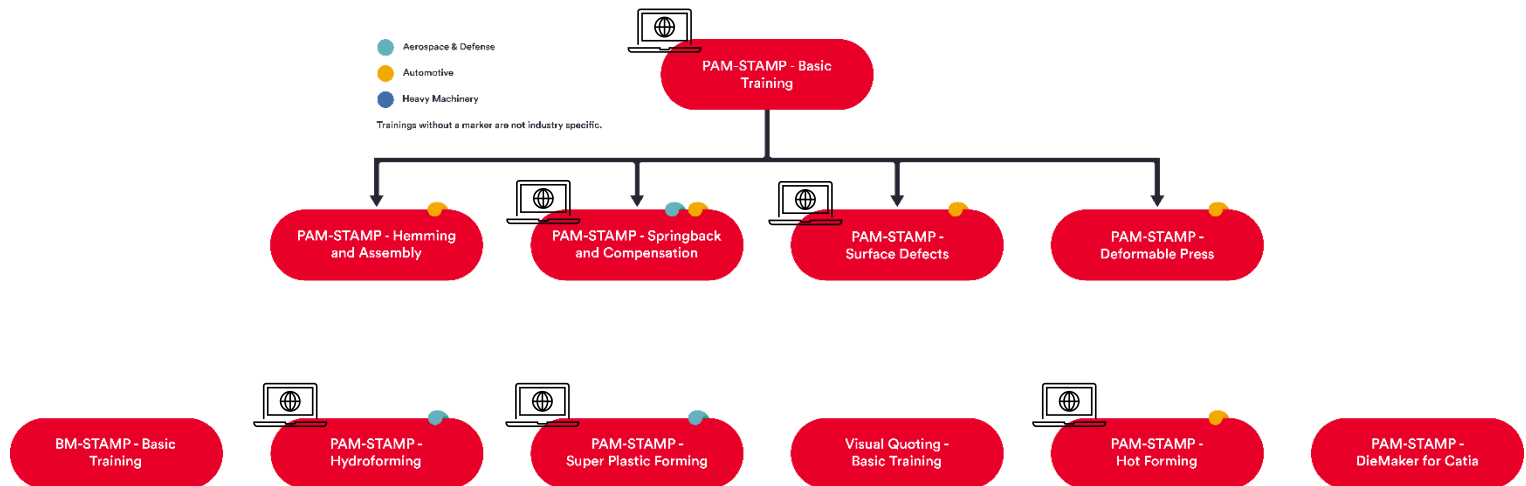 PAM-STAMP - Basic
Training
Aerospace & Defense
Automotive
Heavy Machinery
Trainings without a marker are not industry specific.
PAM-STAMP - Hemming
and Assembly
PAM-STAMP - Springback
and Compensation
PAM-STAMP -
Surface Defects
PAM-STAMP -
Deformable Press
BM-STAMP - Basic
Training
PAM-STAMP -
Hydroforming
PAM-STAMP -
Super Plastic Forming
Visual Quoting -
Basic Training
PAM-STAMP -
Hot Forming
PAM-STAMP -
DieMaker for Catia